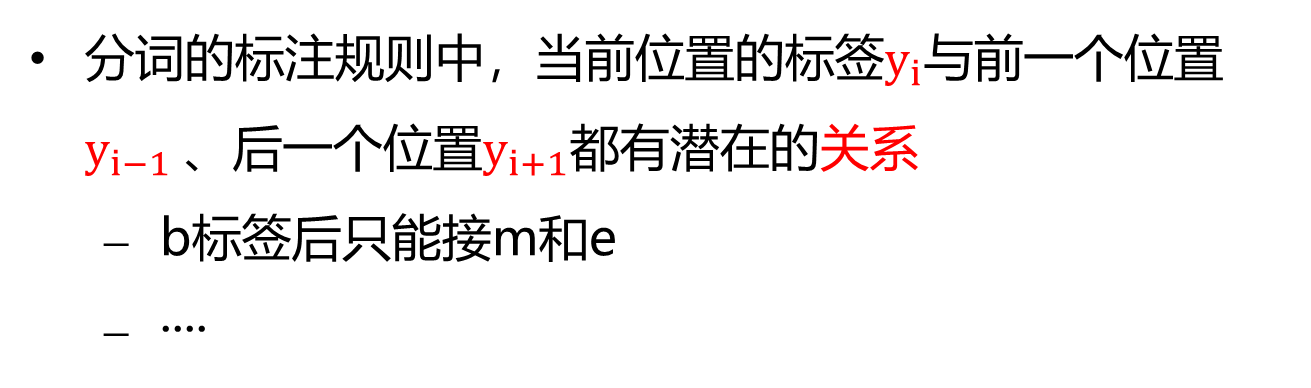 • 分词的标注规则中，当前位置的标签yᵢ与前一个位置
yᵢ₋₁ 、后一个位置yᵢ₊₁都有潜在的关系
– b标签后只能接m和e
– ....